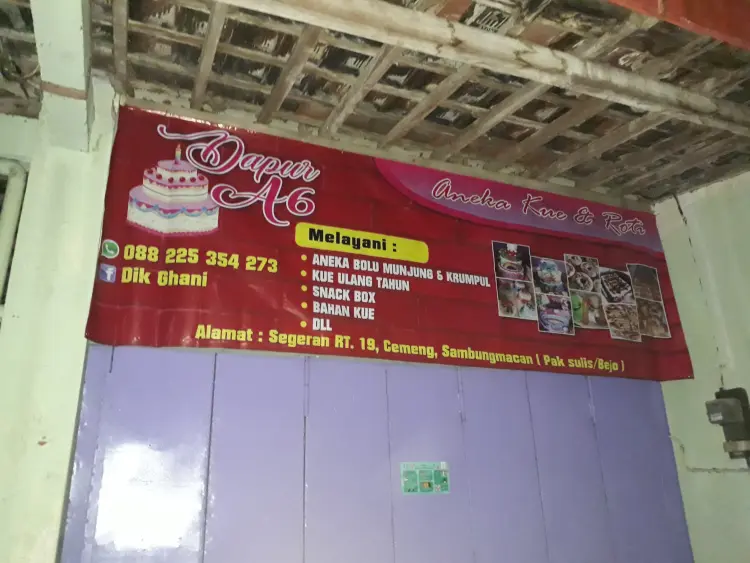 Dapur
A6
Aneka Kue & Roti
088 225 354 273
Dik Ghani
Melayani :
• ANEKA BOLU MUNJUNG & KRUMPUL
• KUE ULANG TAHUN
• SNACK BOX
• BAHAN KUE
• DLL
Alamat : Segeran RT. 19, Cemeng, Sambungmacan ( Pak sulis/Bejo )